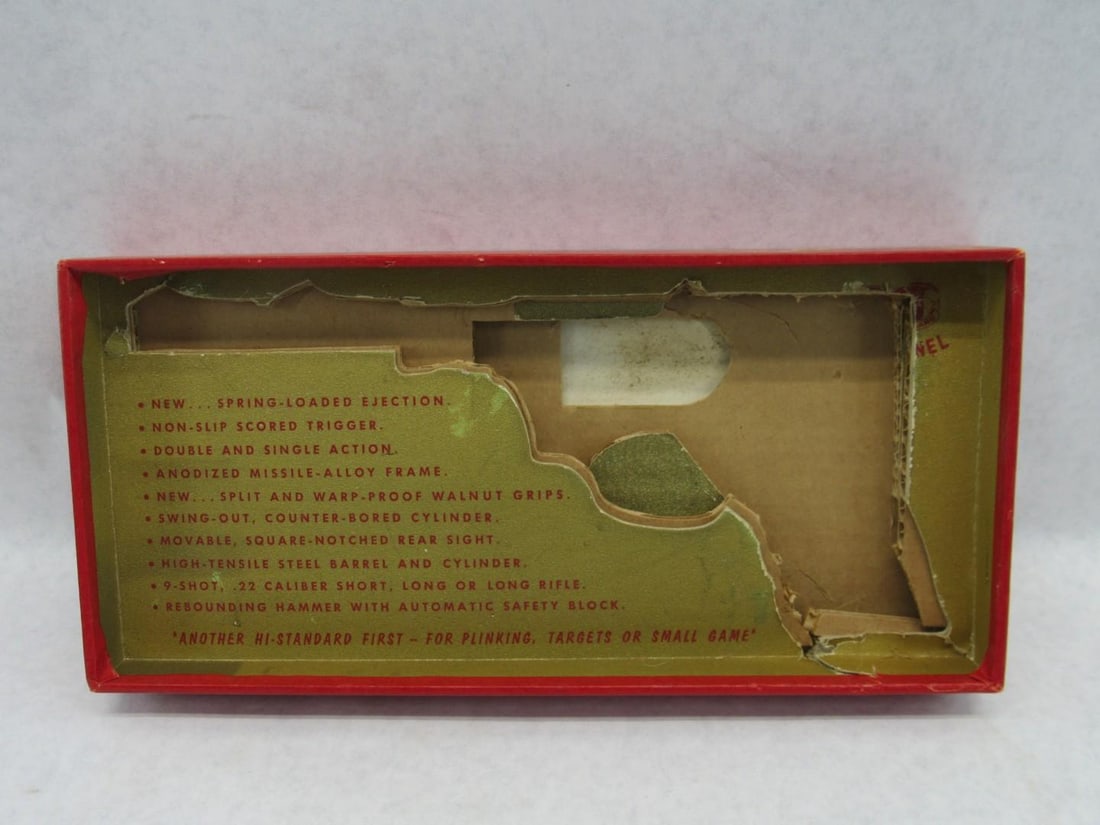 • NEW... SPRING-LOADED EJECTION.
• NON-SLIP SCORED TRIGGER.
• DOUBLE AND SINGLE ACTION.
• ANODIZED MISSILE-ALLOY FRAME.
• NEW... SPLIT AND WARP-PROOF WALNUT GRIPS.
• SWING-OUT, COUNTER-BORED CYLINDER.
• MOVABLE, SQUARE-NOTCHED REAR SIGHT.
• HIGH-TENSILE STEEL BARREL AND CYLINDER.
• 9-SHOT, .22 CALIBER SHORT, LONG OR LONG RIFLE.
• REBOUNDING HAMMER WITH AUTOMATIC SAFETY BLOCK.
"ANOTHER HI-STANDARD FIRST – FOR PLINKING, TARGETS OR SMALL GAME"